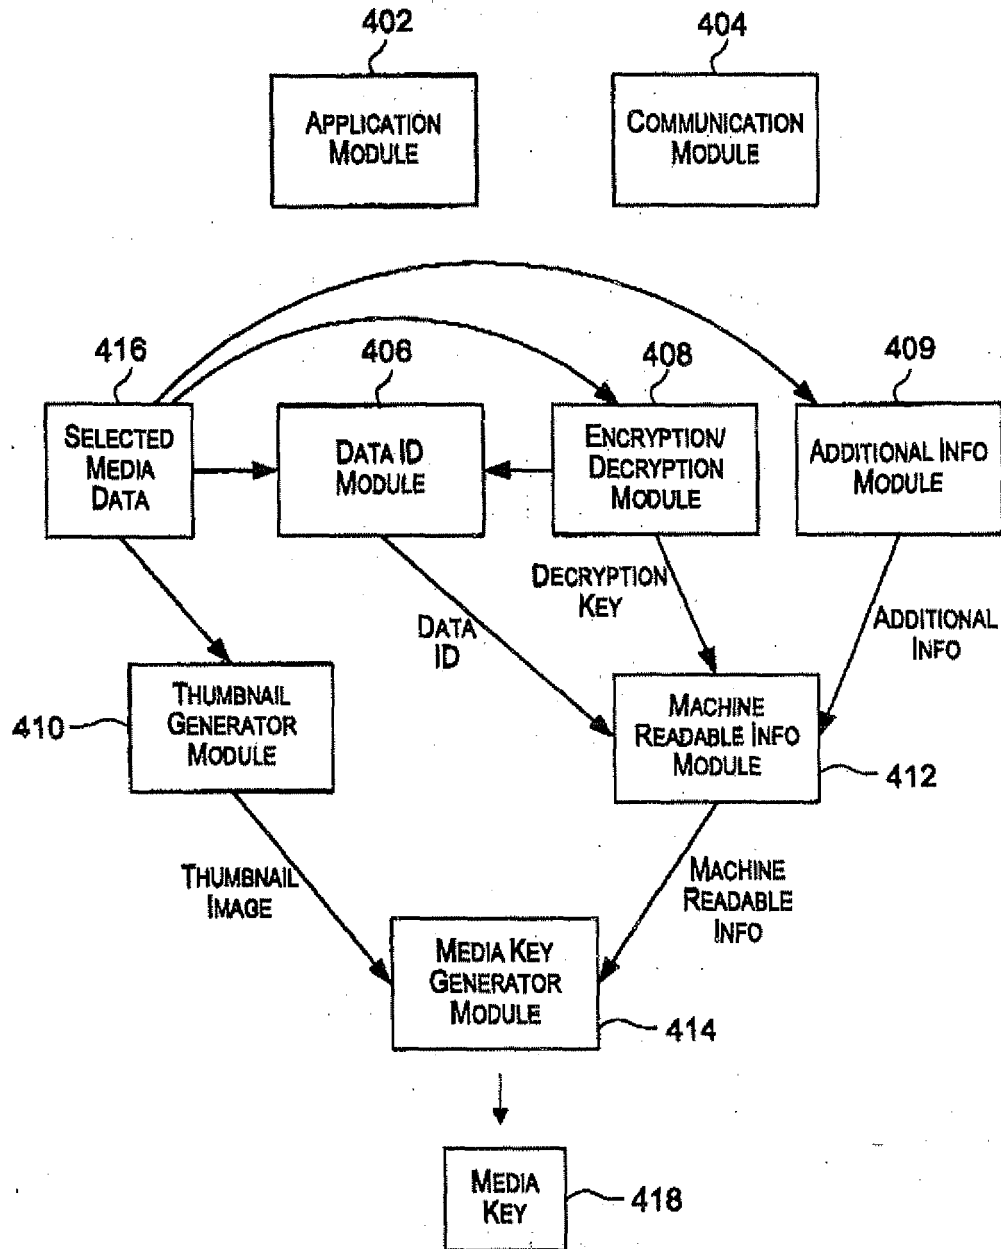 402
404
APPLICATION
MODULE
COMMUNICATION
MODULE
416
406
408
409
SELECTED
MEDIA
DATA
DATA ID
MODULE
ENCRYPTION/
DECRYPTION
MODULE
ADDITIONAL INFO
MODULE
DECRYPTION
KEY
DATA
ID
ADDITIONAL
INFO
410
THUMBNAIL
GENERATOR
MODULE
MACHINE
READABLE INFO
MODULE
412
THUMBNAIL
IMAGE
MACHINE
READABLE
INFO
MEDIA KEY
GENERATOR
MODULE
414
MEDIA
KEY
418